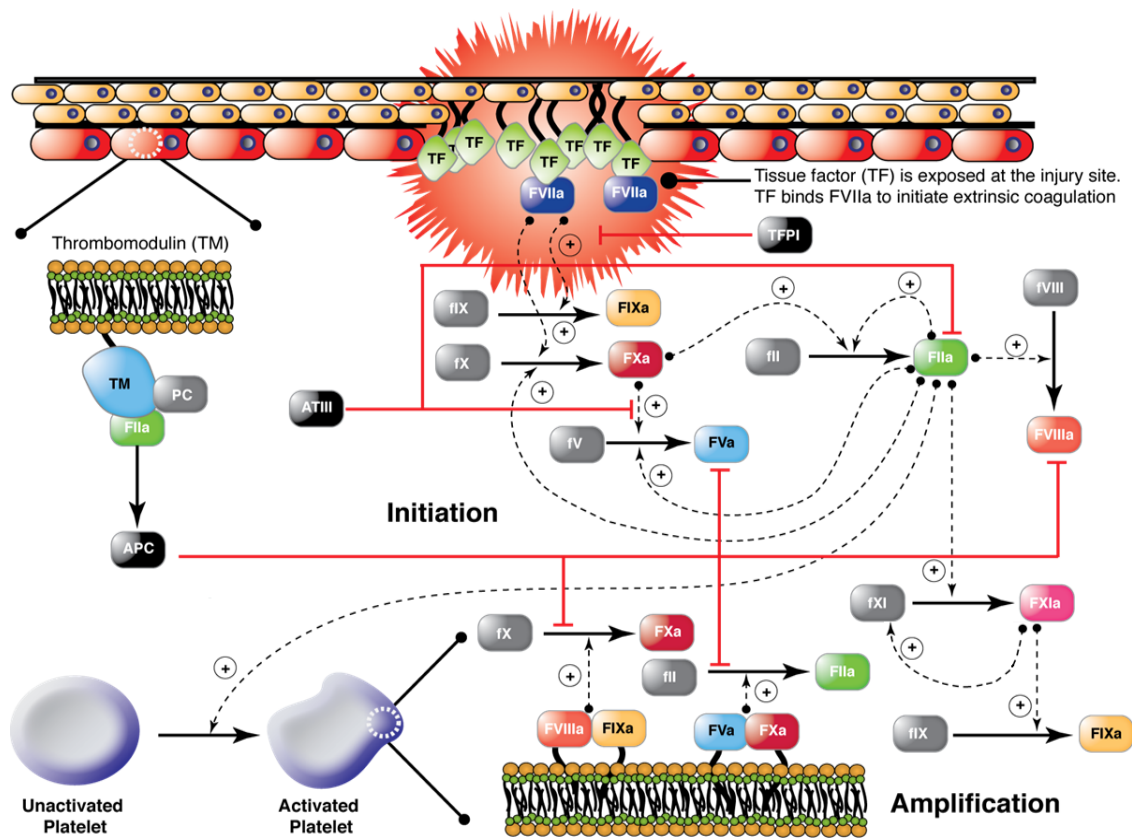 TF
TF
TF
TF
TF
TF
TF
T
FVIIa
FVIIa
Tissue factor (TF) is exposed at the injury site.
TF binds FVIIa to initiate extrinsic coagulation
TFPI
Thrombomodulin (TM)
+
fIX
FIXa
+
fVIII
+
+
fX
FXa
+
fII
FIIa
+
TM
PC
FIIa
ATIII
+
+
fV
FVa
FVIIIa
+
Initiation
APC
+
fXI
FXIa
fX
FXa
+
+
fII
FIIa
+
+
+
FVIIIa
FIXa
FVa
FXa
fIX
FIXa
Unactivated
Platelet
Activated
Platelet
Amplification